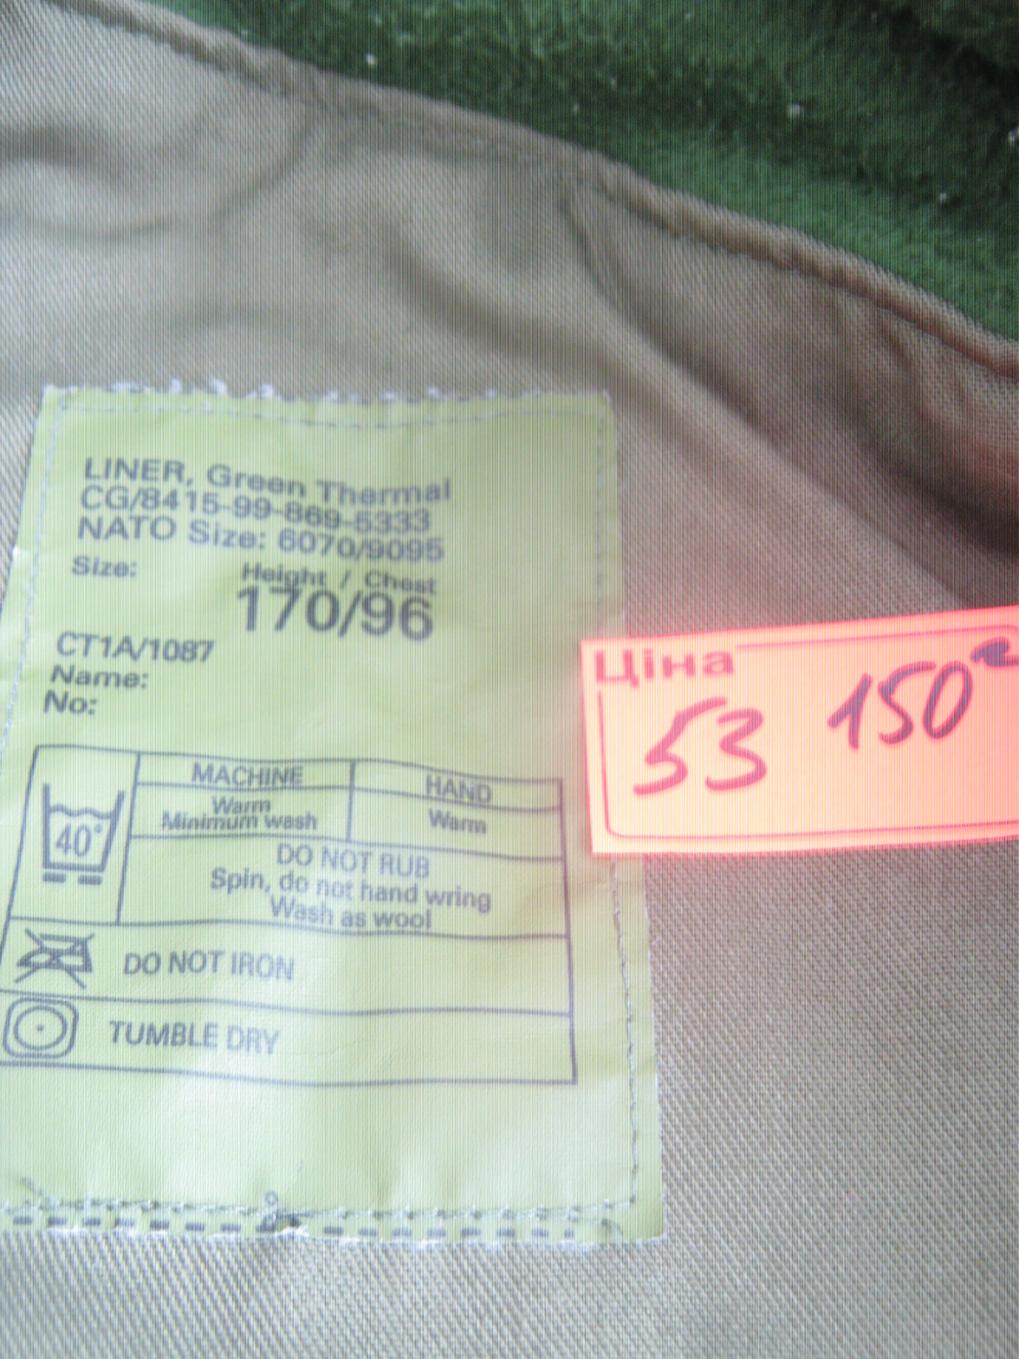 LINER, Green Thermal
CG/8415-99-869-5333
NATO Size: 6070/9095
Size: Height / Chest
170/96
CT1A/1087
Name:
No:
40°
MACHINE HAND
Warm Warm
Minimum wash
DO NOT RUB
Spin, do not hand wring
Wash as wool
DO NOT IRON
TUMBLE DRY
Ціна
53 150